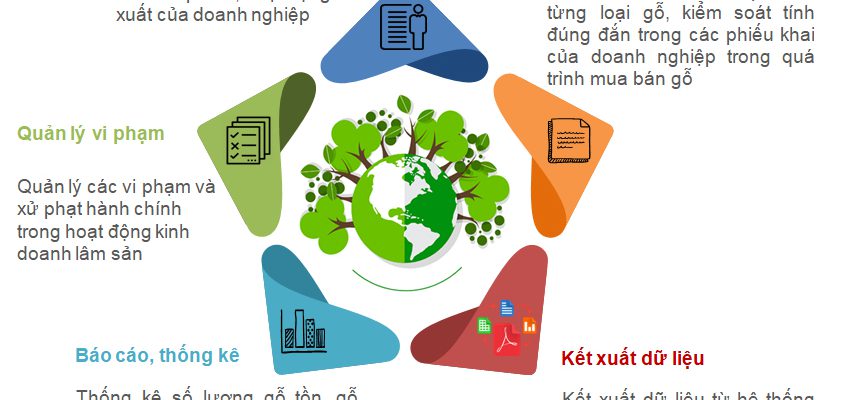 xuất của doanh nghiệp
từng loại gỗ, kiểm soát tính
đúng đắn trong các phiếu khai
của doanh nghiệp trong quá
trình mua bán gỗ
Quản lý vi phạm
Quản lý các vi phạm và
xử phạt hành chính
trong hoạt động kinh
doanh lâm sản
Báo cáo, thống kê
Thống kê số lượng gỗ tồn, gỗ
Kết xuất dữ liệu
Kết xuất dữ liệu từ hệ thống